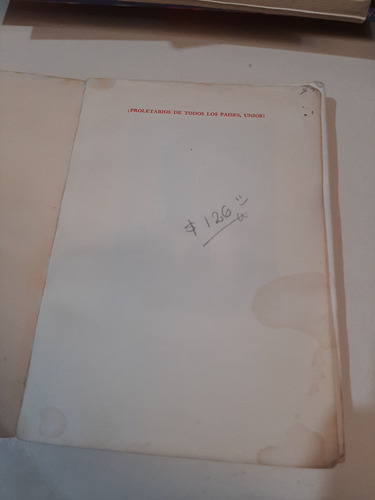 ¡PROLETARIOS DE TODOS LOS PAISES, UNIOS!
$ 126